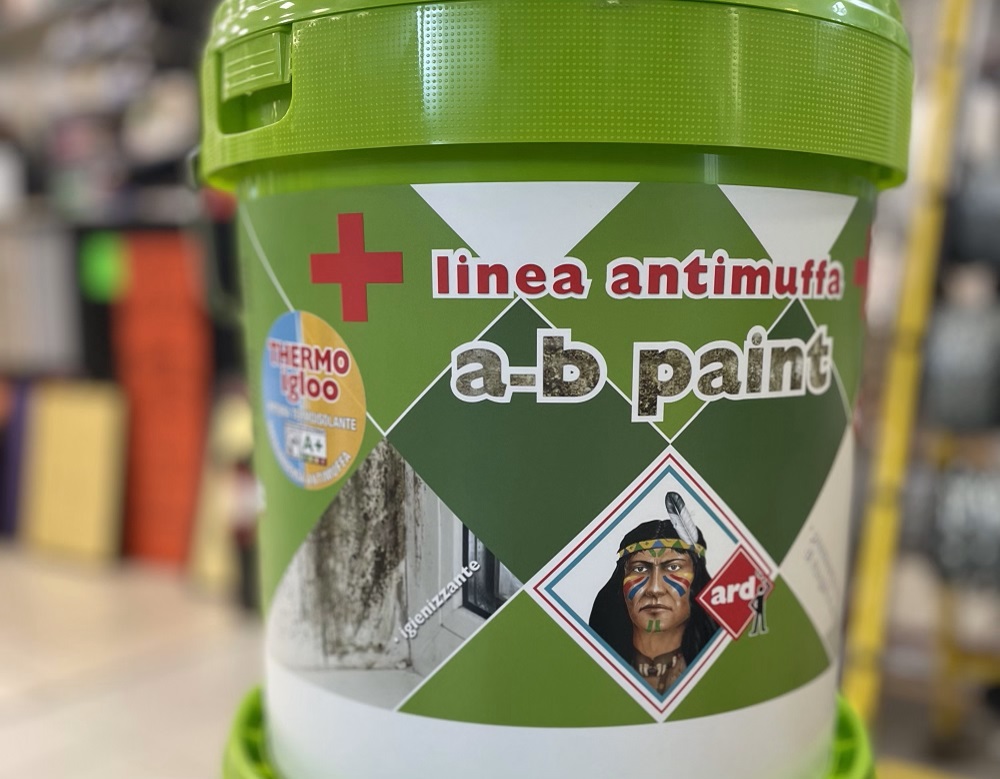 linea antimuffa
a-b paint
THERMO
igloo
A+
igienizzante
ard